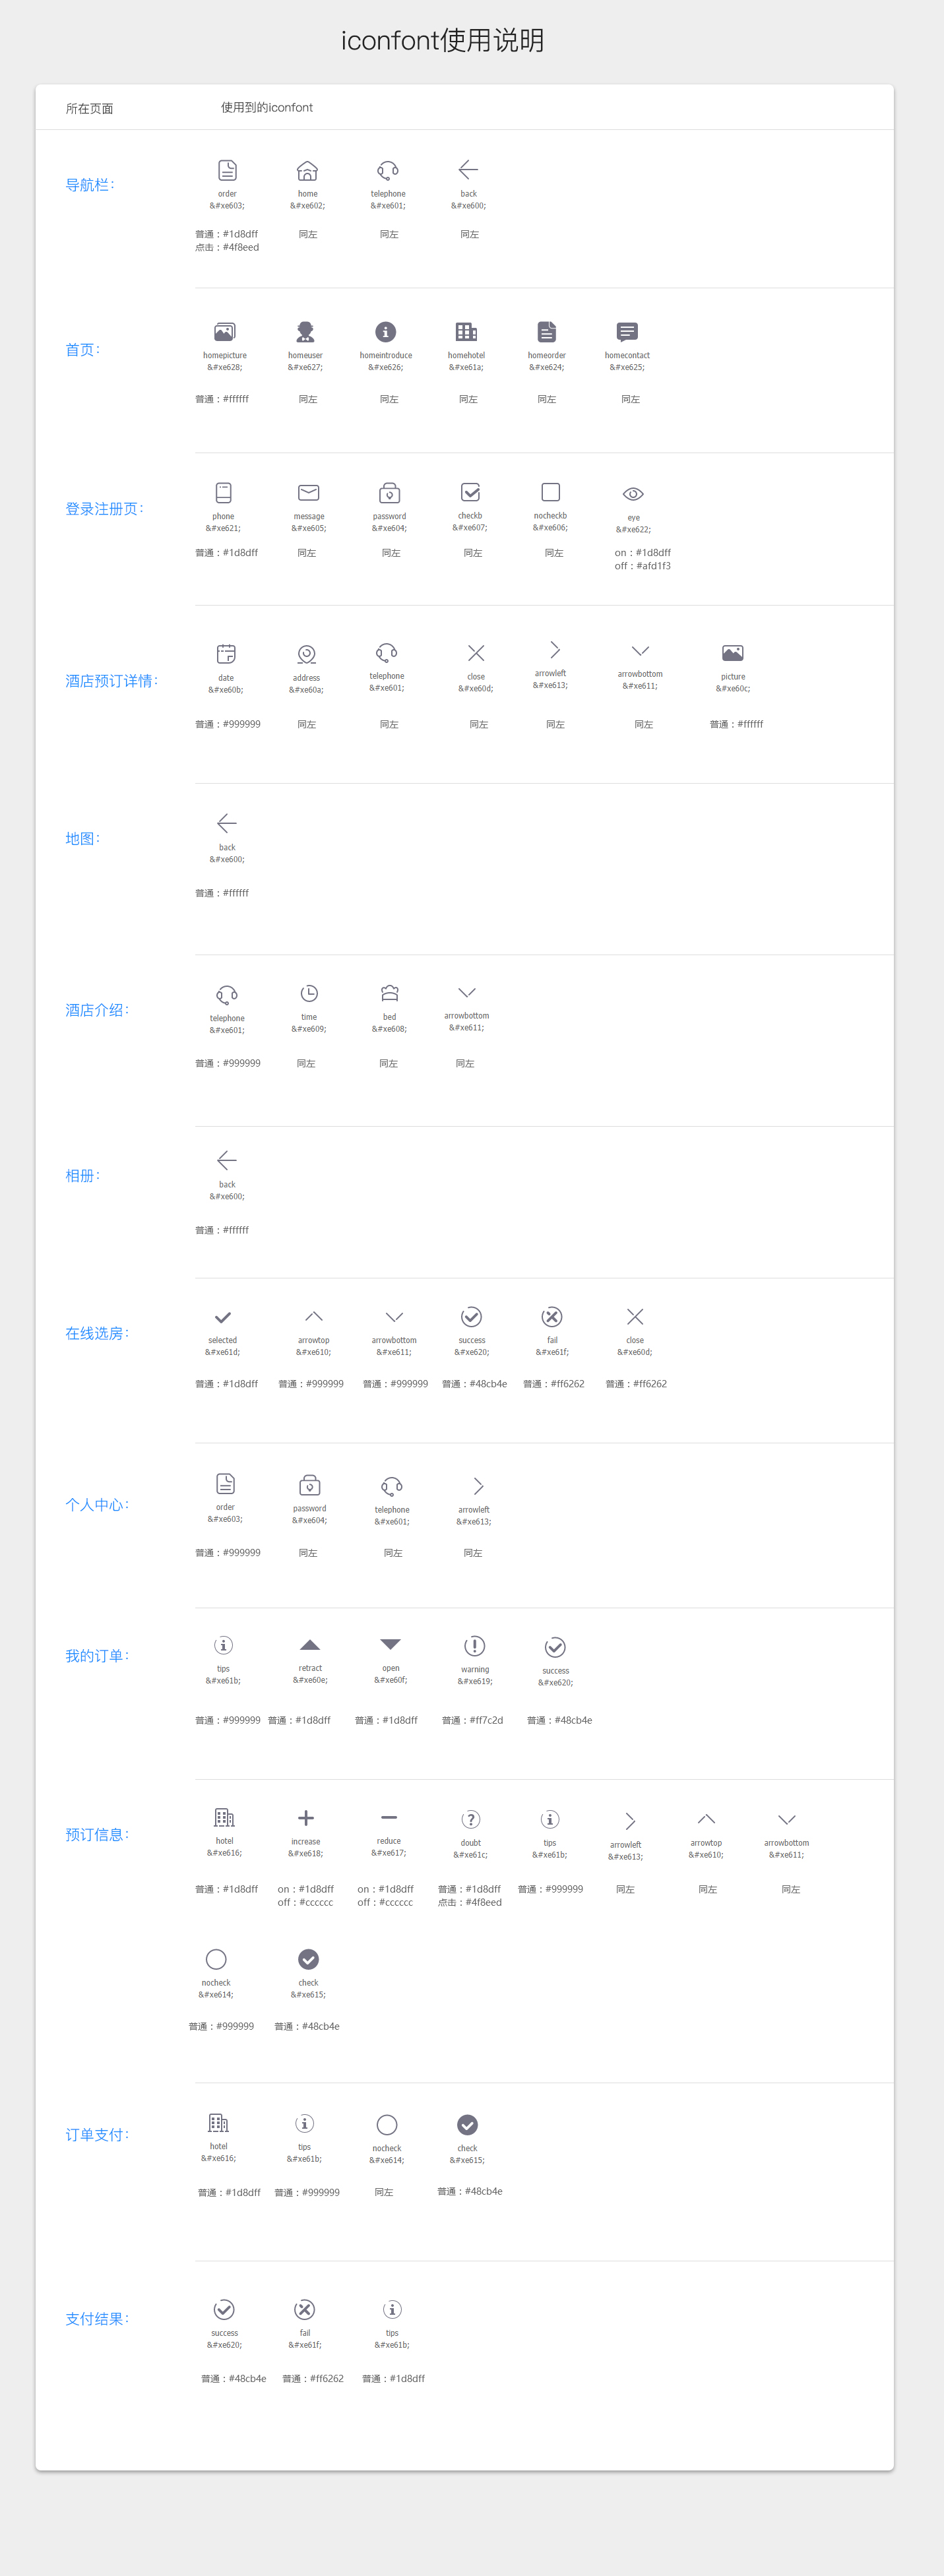 iconfont使用说明
所在页面 使用到的iconfont
导航栏：
order home telephone back
&#xe603; &#xe602; &#xe601; &#xe600;
普通：#1d8dff 同左 同左 同左
点击：#4f8eed
首页：
homepicture homeuser homeintroduce homehotel homeorder homecontact
&#xe628; &#xe627; &#xe626; &#xe61a; &#xe624; &#xe625;
普通：#ffffff 同左 同左 同左 同左 同左
登录注册页：
phone message password checkb nocheckb eye
&#xe621; &#xe605; &#xe604; &#xe607; &#xe606; &#xe622;
普通：#1d8dff 同左 同左 同左 同左 on：#1d8dff
off：#afd1f3
酒店预订详情：
date address telephone close arrowleft arrowbottom picture
&#xe60b; &#xe60a; &#xe601; &#xe60d; &#xe613; &#xe611; &#xe60c;
普通：#999999 同左 同左 同左 同左 同左 普通：#ffffff
地图：
back
&#xe600;
普通：#ffffff
酒店介绍：
telephone time bed arrowbottom
&#xe601; &#xe609; &#xe608; &#xe611;
普通：#999999 同左 同左 同左
相册：
back
&#xe600;
普通：#ffffff
在线选房：
selected arrowtop arrowbottom success fail close
&#xe61d; &#xe610; &#xe611; &#xe620; &#xe61f; &#xe60d;
普通：#1d8dff 普通：#999999 普通：#999999 普通：#48cb4e 普通：#ff6262 普通：#ff6262
个人中心：
order password telephone arrowleft
&#xe603; &#xe604; &#xe601; &#xe613;
普通：#999999 同左 同左 同左
我的订单：
tips retract open warning success
&#xe61b; &#xe60e; &#xe60f; &#xe619; &#xe620;
普通：#999999 普通：#1d8dff 普通：#1d8dff 普通：#ff7c2d 普通：#48cb4e
预订信息：
hotel increase reduce doubt tips arrowleft arrowtop arrowbottom
&#xe616; &#xe618; &#xe617; &#xe61c; &#xe61b; &#xe613; &#xe610; &#xe611;
普通：#1d8dff on：#1d8dff on：#1d8dff 普通：#1d8dff 普通：#999999 同左 同左 同左
off：#cccccc off：#cccccc 点击：#4f8eed
nocheck check
&#xe614; &#xe615;
普通：#999999 普通：#48cb4e
订单支付：
hotel tips nocheck check
&#xe616; &#xe61b; &#xe614; &#xe615;
普通：#1d8dff 普通：#999999 同左 普通：#48cb4e
支付结果：
success fail tips
&#xe620; &#xe61f; &#xe61b;
普通：#48cb4e 普通：#ff6262 普通：#1d8dff